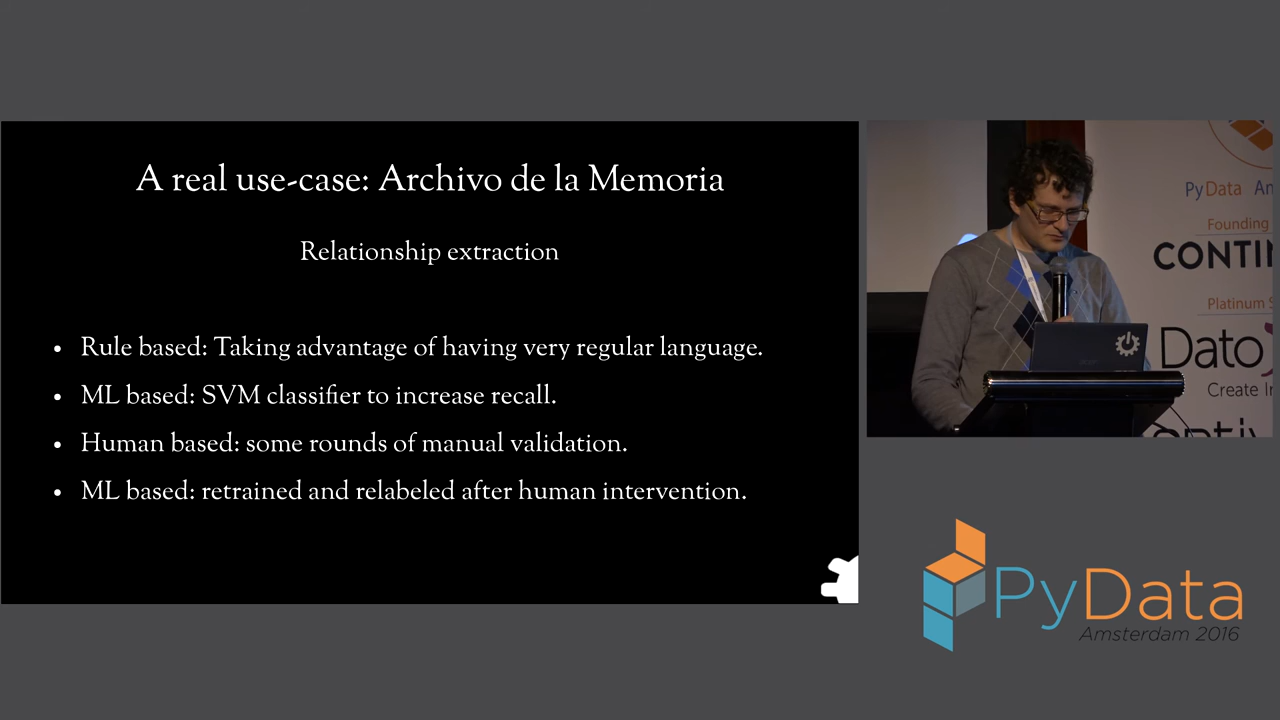 A real use-case: Archivo de la Memoria
Relationship extraction
• Rule based: Taking advantage of having very regular language.
• ML based: SVM classifier to increase recall.
• Human based: some rounds of manual validation.
• ML based: retrained and relabeled after human intervention.
PyData Am
Founding
CONTIN
Platinum S
Dato
Create In
PyData
Amsterdam 2016